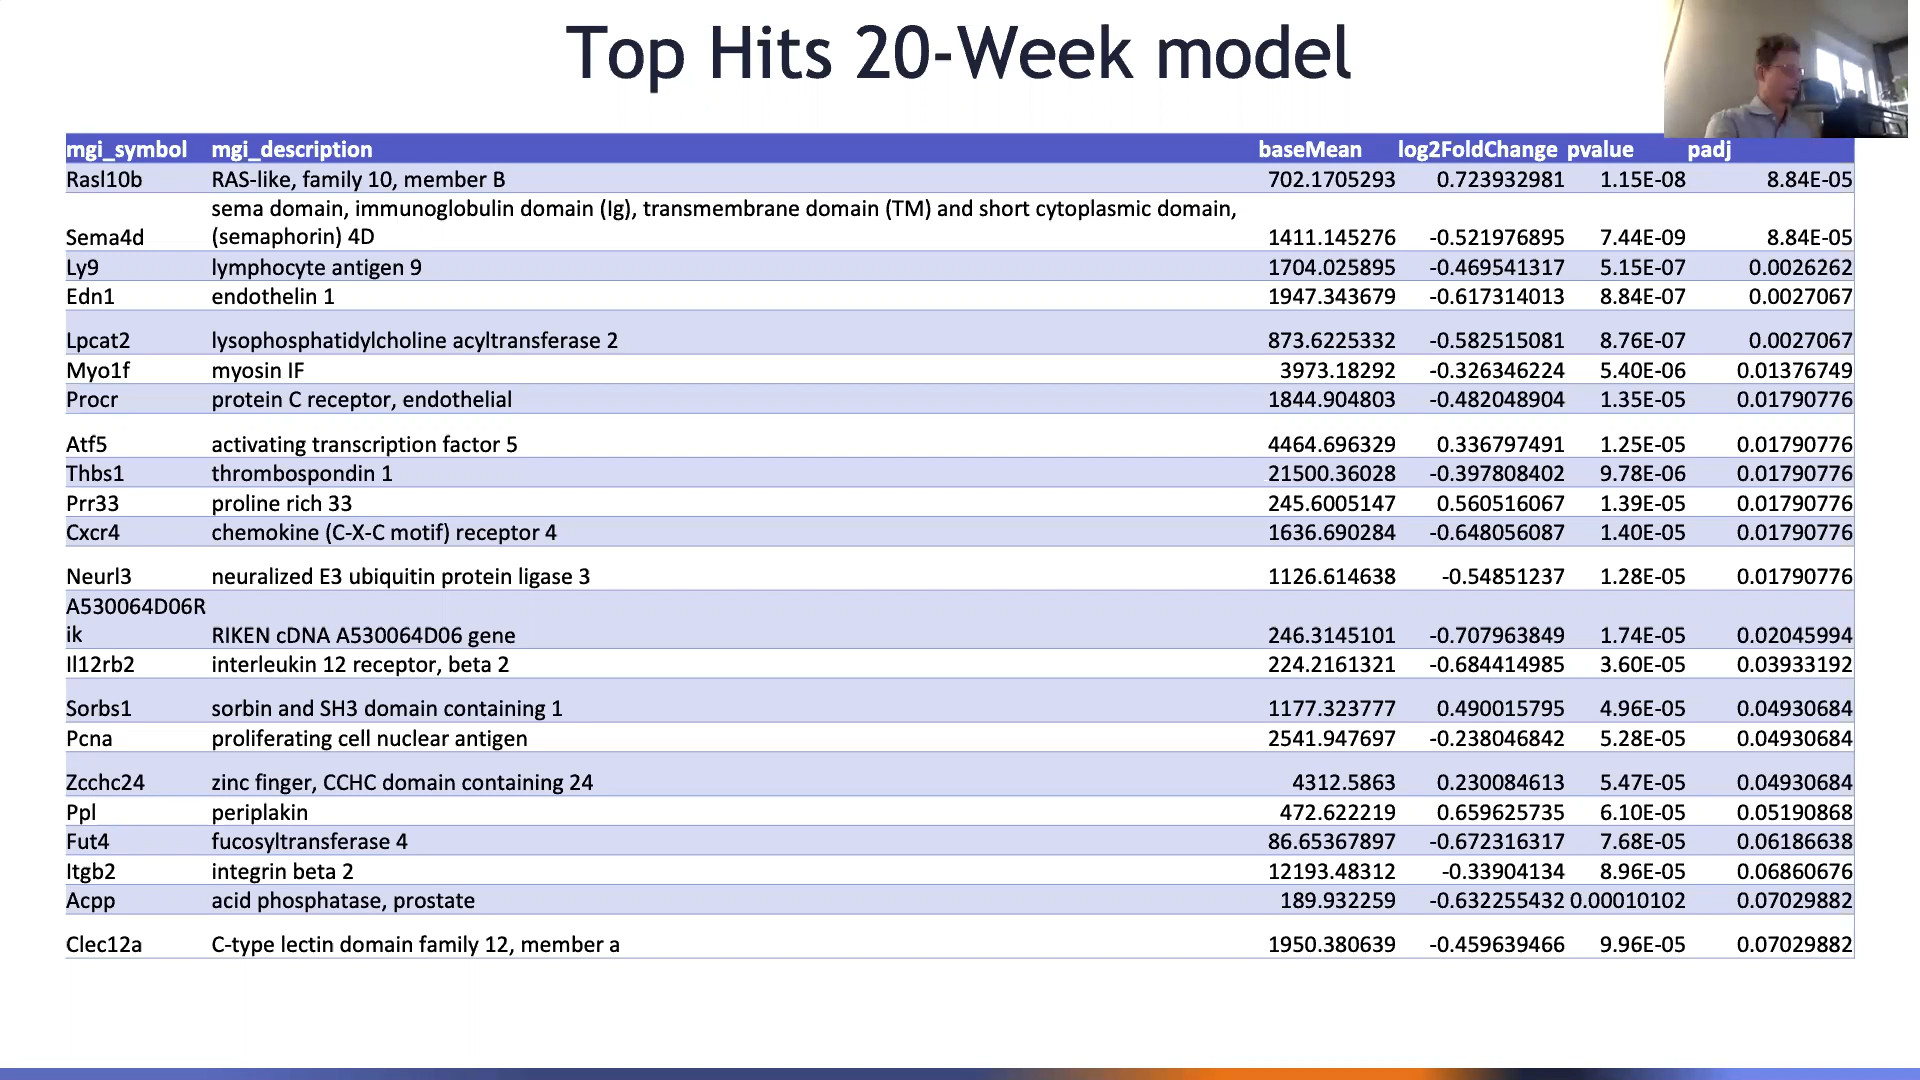 Top Hits 20-Week model
mgi_symbol mgi_description baseMean log2FoldChange pvalue padj
Rasl10b RAS-like, family 10, member B 702.1705293 0.723932981 1.15E-08 8.84E-05
sema domain, immunoglobulin domain (Ig), transmembrane domain (TM) and short cytoplasmic domain,
Sema4d (semaphorin) 4D 1411.145276 -0.521976895 7.44E-09 8.84E-05
Ly9 lymphocyte antigen 9 1704.025895 -0.469541317 5.15E-07 0.0026262
Edn1 endothelin 1 1947.343679 -0.617314013 8.84E-07 0.0027067
Lpcat2 lysophosphatidylcholine acyltransferase 2 873.6225332 -0.582515081 8.76E-07 0.0027067
Myo1f myosin IF 3973.18292 -0.326346224 5.40E-06 0.01376749
Procr protein C receptor, endothelial 1844.904803 -0.482048904 1.35E-05 0.01790776
Atf5 activating transcription factor 5 4464.696329 0.336797491 1.25E-05 0.01790776
Thbs1 thrombospondin 1 21500.36028 -0.397808402 9.78E-06 0.01790776
Prr33 proline rich 33 245.6005147 0.560516067 1.39E-05 0.01790776
Cxcr4 chemokine (C-X-C motif) receptor 4 1636.690284 -0.648056087 1.40E-05 0.01790776
Neurl3 neuralized E3 ubiquitin protein ligase 3 1126.614638 -0.54851237 1.28E-05 0.01790776
A530064D06R
ik RIKEN cDNA A530064D06 gene 246.3145101 -0.707963849 1.74E-05 0.02045994
Il12rb2 interleukin 12 receptor, beta 2 224.2161321 -0.684414985 3.60E-05 0.03933192
Sorbs1 sorbin and SH3 domain containing 1 1177.323777 0.490015795 4.96E-05 0.04930684
Pcna proliferating cell nuclear antigen 2541.947697 -0.238046842 5.28E-05 0.04930684
Zcchc24 zinc finger, CCHC domain containing 24 4312.5863 0.230084613 5.47E-05 0.04930684
Ppl periplakin 472.622219 0.659625735 6.10E-05 0.05190868
Fut4 fucosyltransferase 4 86.65367897 -0.672316317 7.68E-05 0.06186638
Itgb2 integrin beta 2 12193.48312 -0.33904134 8.96E-05 0.06860676
Acpp acid phosphatase, prostate 189.932259 -0.632255432 0.00010102 0.07029882
Clec12a C-type lectin domain family 12, member a 1950.380639 -0.459639466 9.96E-05 0.07029882